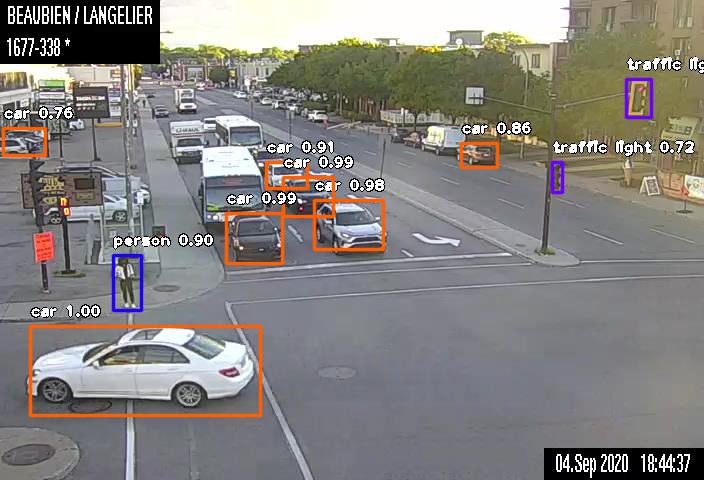 BEAUBIEN / LANGELIER
1677-338 *
traffic lig
car 0.76
car 0.86
car 0.91
traffic light 0.72
car 0.99
car 0.98
car 0.99
person 0.90
car 1.00
04.Sep 2020 18:44:37